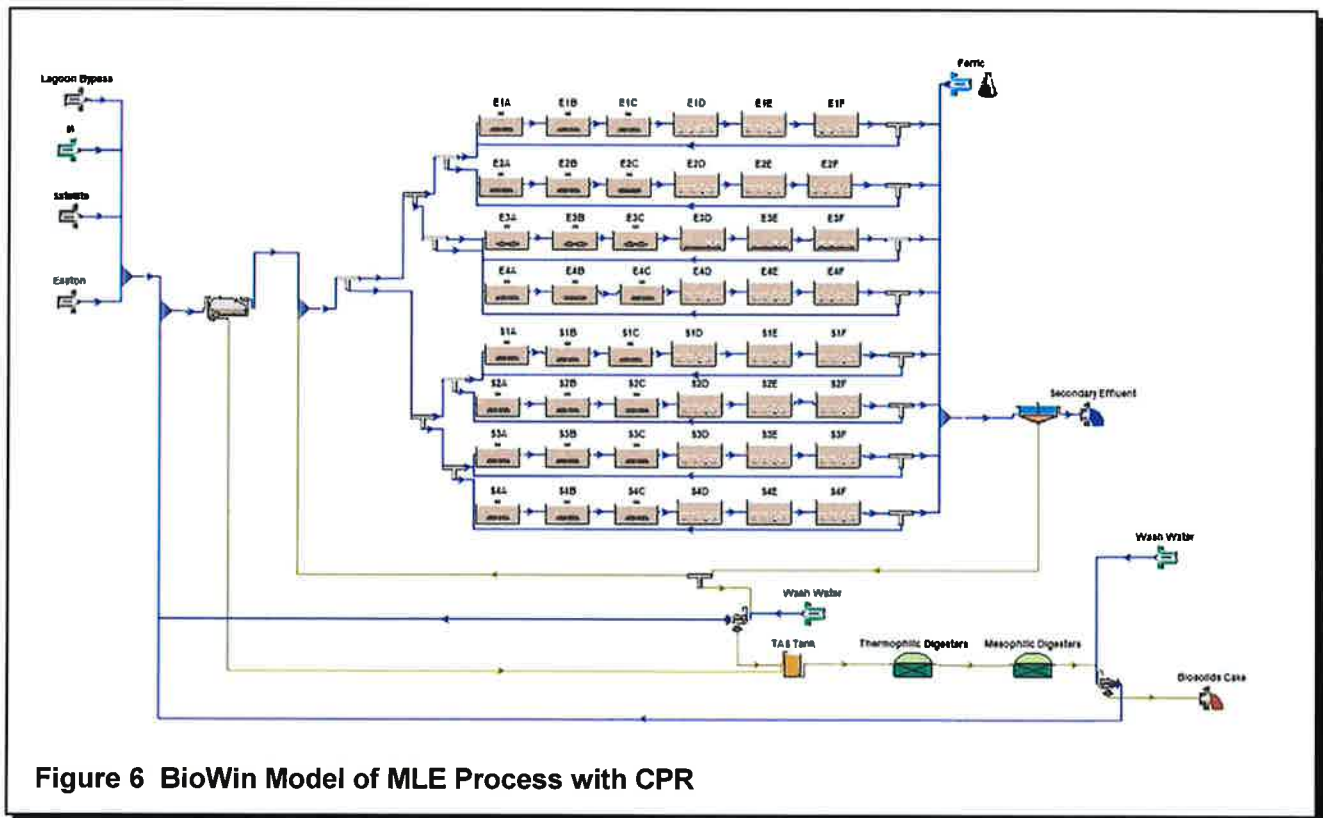 Ferric
Lagoon Bypass
E1A E1B E1C E1D E1E E1F
E2A E2B E2C E2D E2E E2F
E3A E3B E3C E3D E3E E3F
Easton
E4A E4B E4C E4D E4E E4F
S1A S1B S1C S1D S1E S1F
S2A S2B S2C S2D S2E S2F
Secondary Effluent
S3A S3B S3C S3D S3E S3F
S4A S4B S4C S4D S4E S4F
Wash Water
Wash Water
TAS Tank Thermophilic Digesters Mesophilic Digesters
Biosolids Cake
Figure 6 BioWin Model of MLE Process with CPR